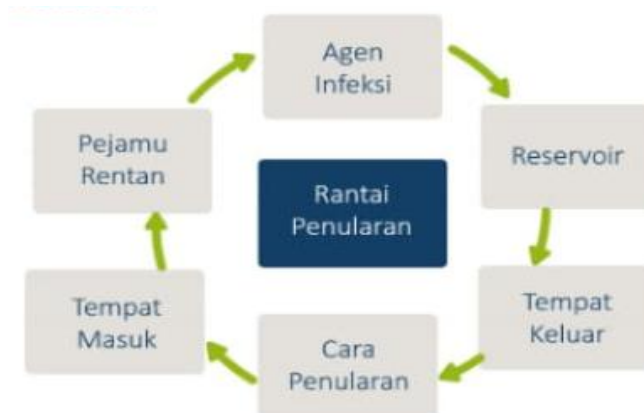 Agen
Infeksi
Reservoir
Tempat
Keluar
Cara
Penularan
Tempat
Masuk
Pejamu
Rentan
Rantai
Penularan